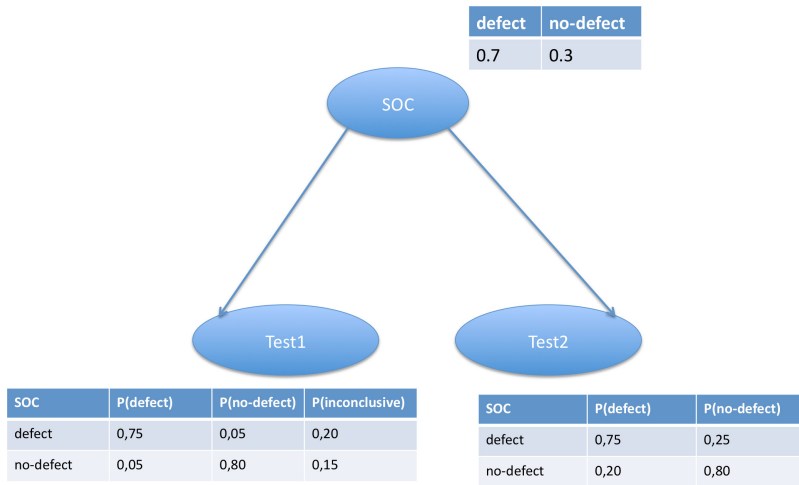 defect no-defect
0.7 0.3
SOC
Test1 Test2
SOC P(defect) P(no-defect) P(inconclusive)
defect 0,75 0,05 0,20
no-defect 0,05 0,80 0,15
SOC P(defect) P(no-defect)
defect 0,75 0,25
no-defect 0,20 0,80